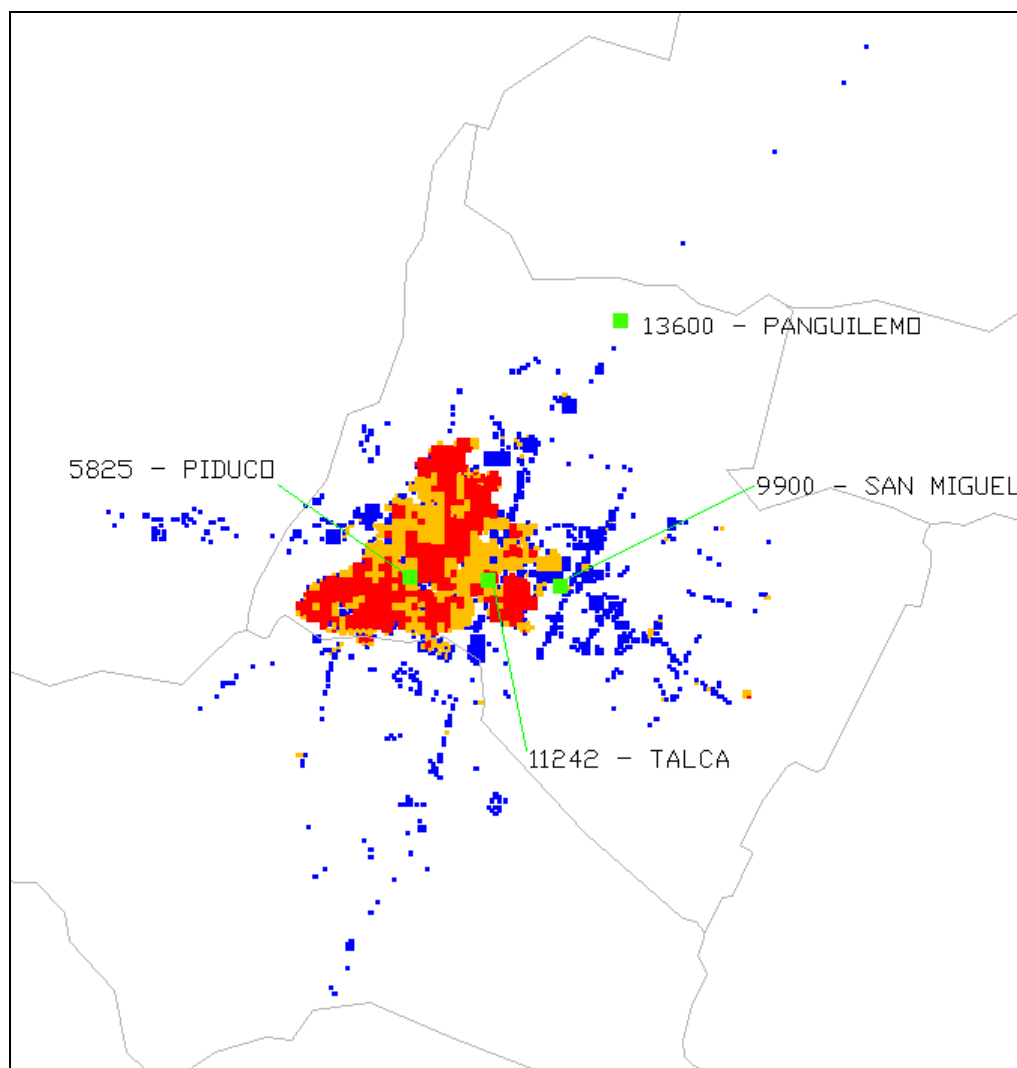 13600 - PANGUILEMO
5825 - PIDUCO
9900 - SAN MIGUEL
11242 - TALCA